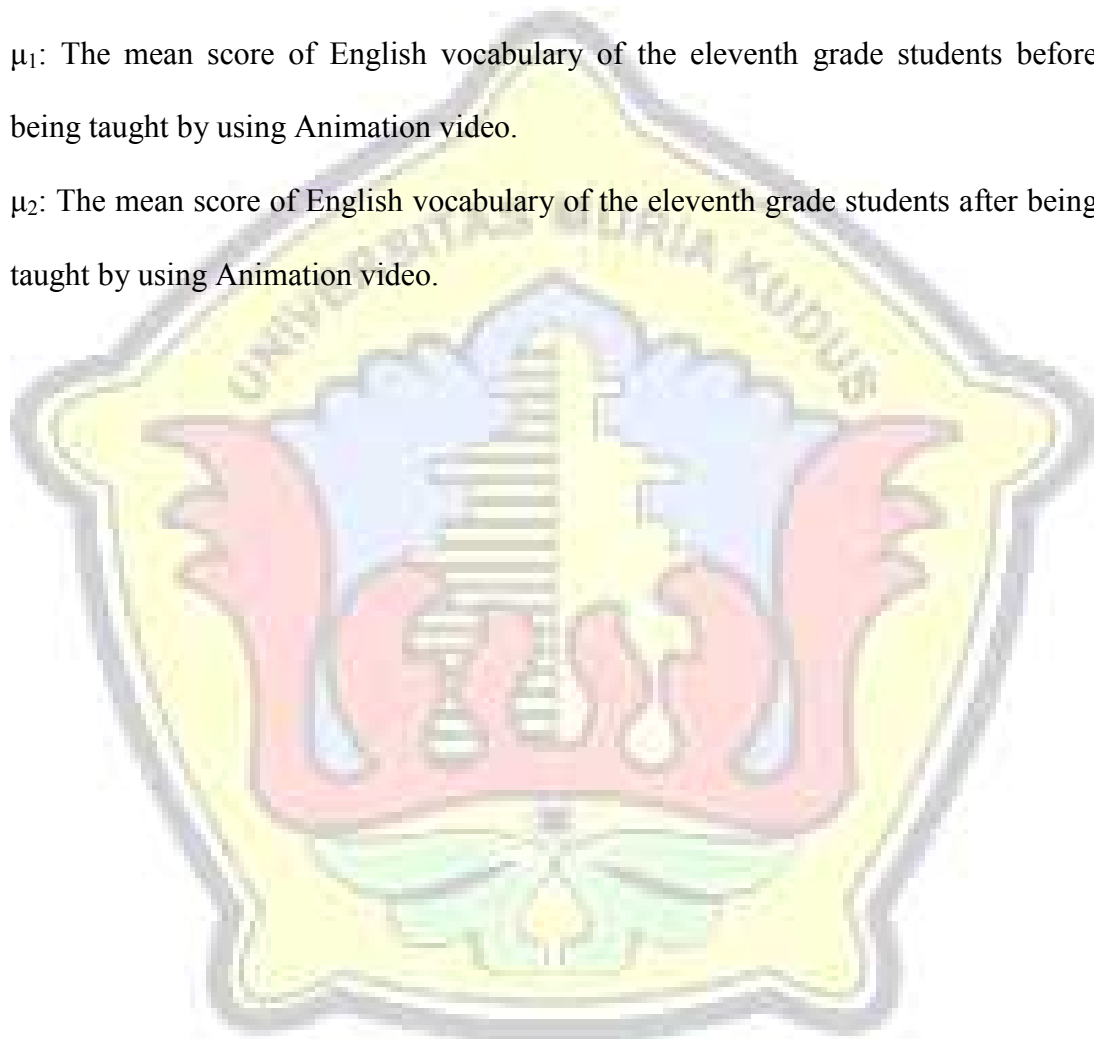 μ₁: The mean score of English vocabulary of the eleventh grade students before
being taught by using Animation video.
μ₂: The mean score of English vocabulary of the eleventh grade students after being
taught by using Animation video.
UNIVERSITAS MURIA KUDUS